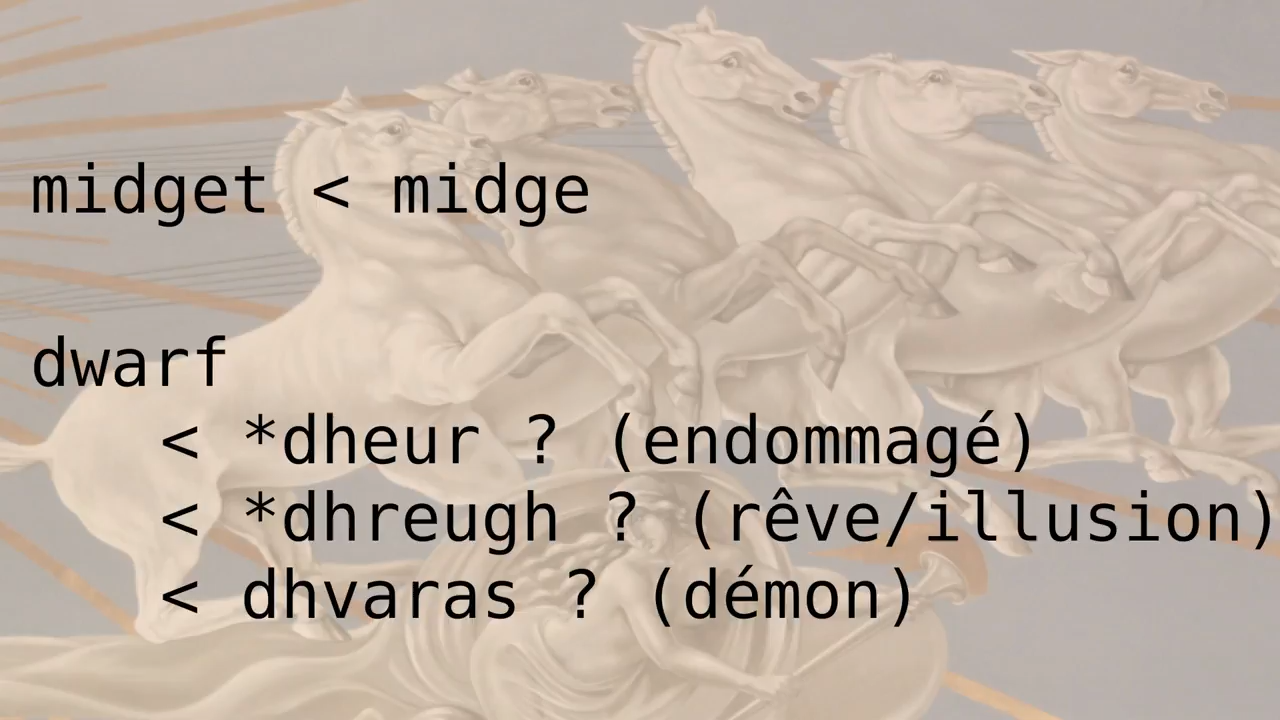 midget < midge
dwarf
< *dheur ? (endommagé)
< *dhreugh ? (rêve/illusion)
< dhvaras ? (démon)